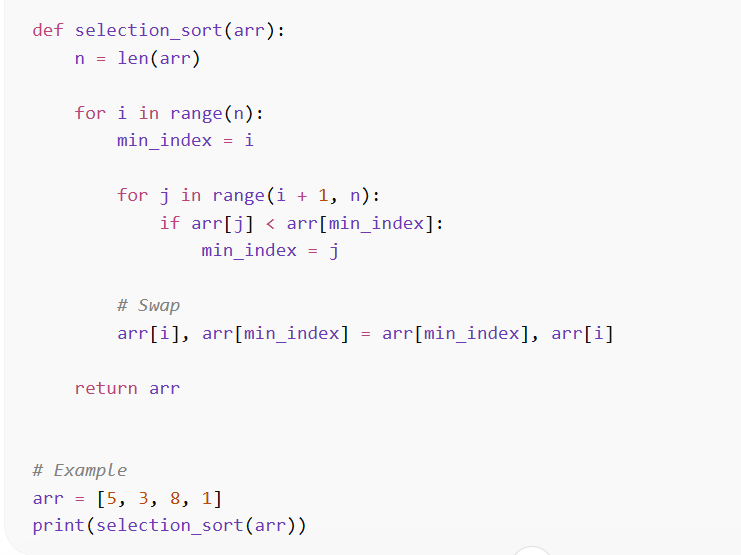 def selection_sort(arr):
    n = len(arr)

    for i in range(n):
        min_index = i

        for j in range(i + 1, n):
            if arr[j] < arr[min_index]:
                min_index = j

        # Swap
        arr[i], arr[min_index] = arr[min_index], arr[i]

    return arr


# Example
arr = [5, 3, 8, 1]
print(selection_sort(arr))